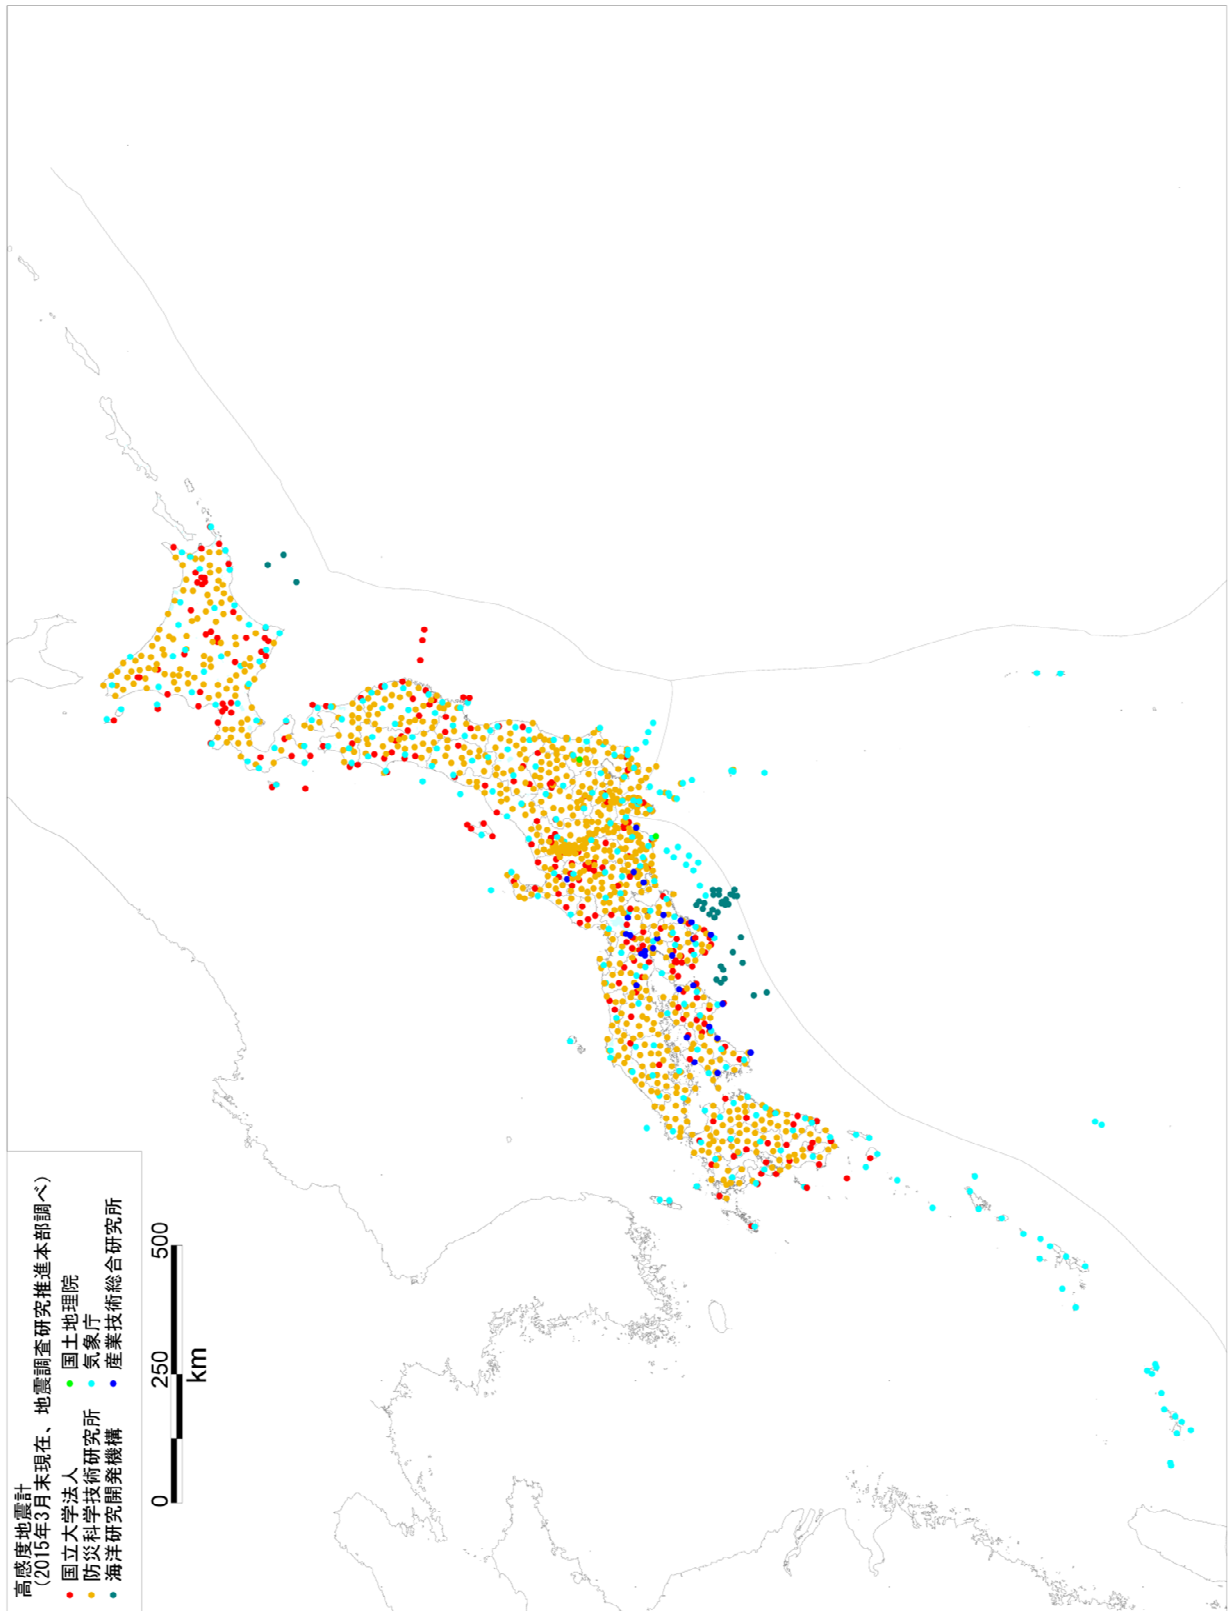 高感度地震計
(2015年3月末現在、地震調査研究推進本部調べ)
国立大学法人 国土地理院
防災科学技術研究所 気象庁
海洋研究開発機構 産業技術総合研究所
0 250 500
km